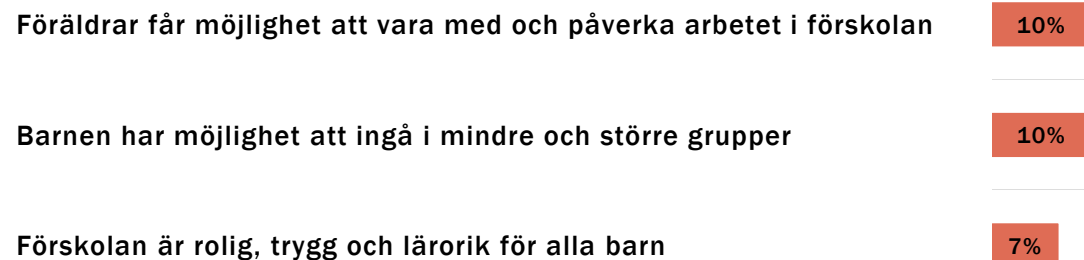 Föräldrar får möjlighet att vara med och påverka arbetet i förskolan 10%
Barnen har möjlighet att ingå i mindre och större grupper 10%
Förskolan är rolig, trygg och lärorik för alla barn 7%